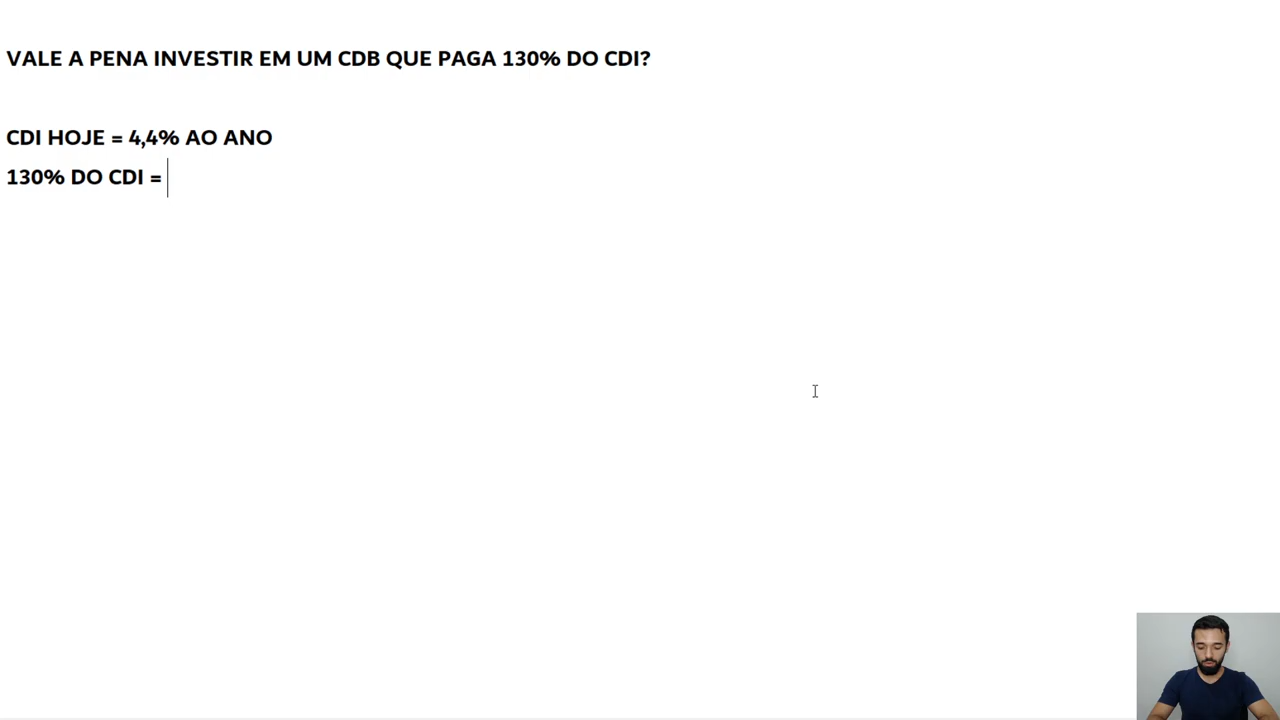 VALE A PENA INVESTIR EM UM CDB QUE PAGA 130% DO CDI?
CDI HOJE = 4,4% AO ANO
130% DO CDI =